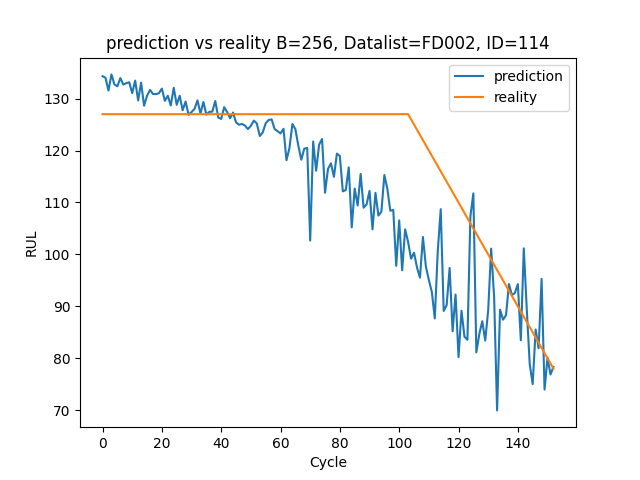 prediction vs reality B=256, Datalist=FD002, ID=114
prediction
reality
RUL
130
120
110
100
90
80
70
0 20 40 60 80 100 120 140
Cycle